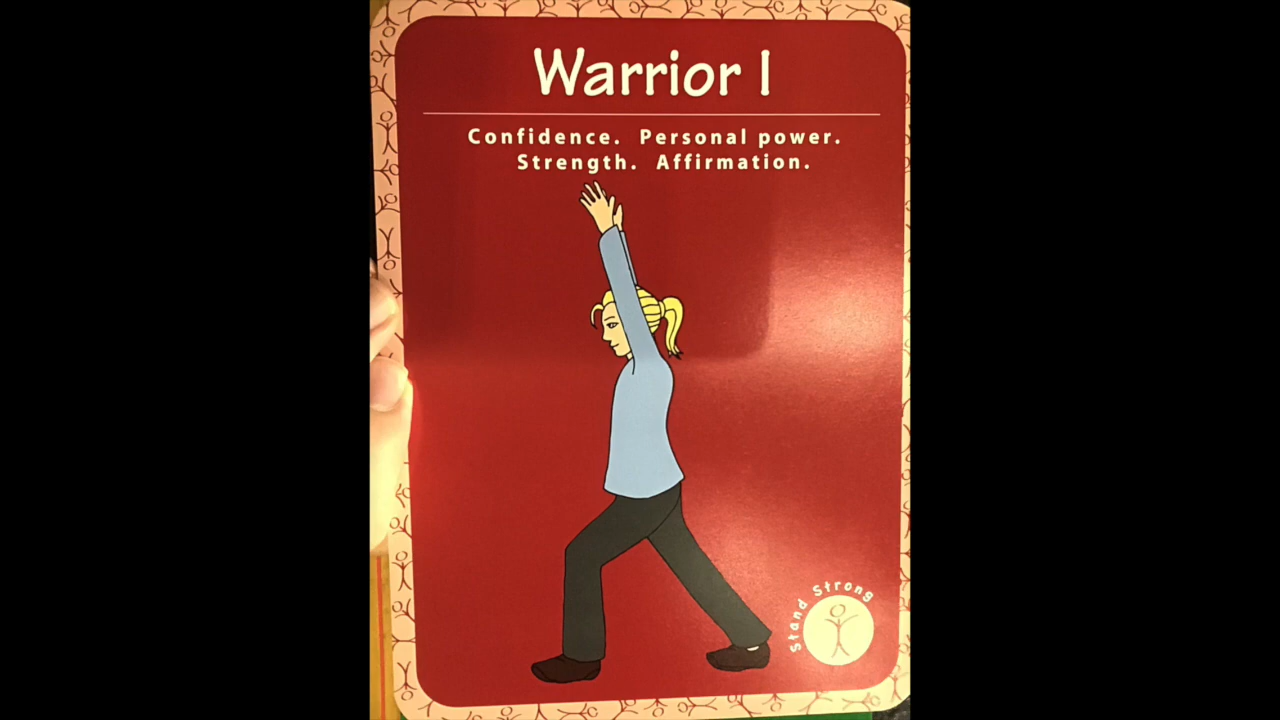 Warrior I
Confidence. Personal power.
Strength. Affirmation.
Stand Strong